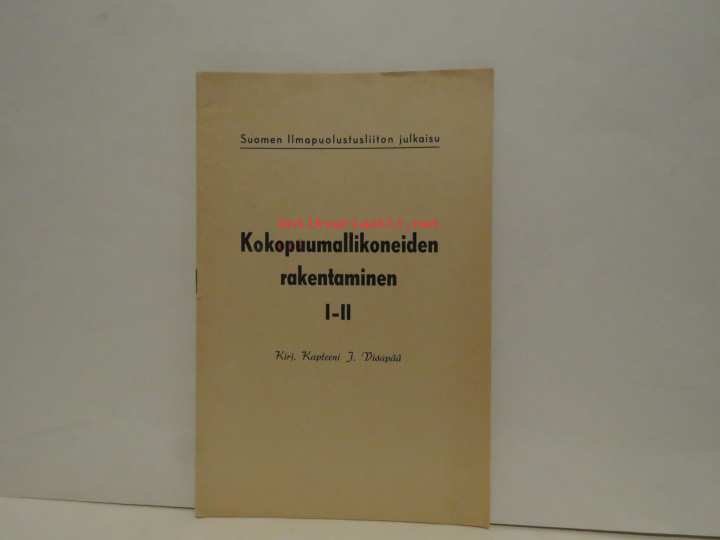 Suomen Ilmapuolustusliiton julkaisu
Kokopuumallikoneiden
rakentaminen
I-II
Kirj. Kapteeni J. Visapää